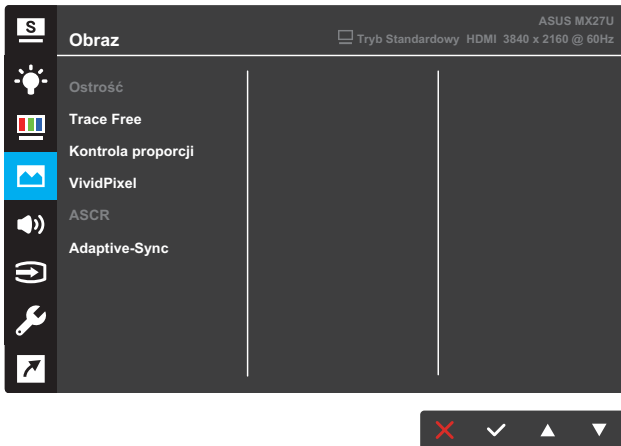 S
Obraz
ASUS MX27U
Tryb Standardowy HDMI 3840 x 2160 @ 60Hz
Ostrość
Trace Free
Kontrola proporcji
VividPixel
ASCR
Adaptive-Sync